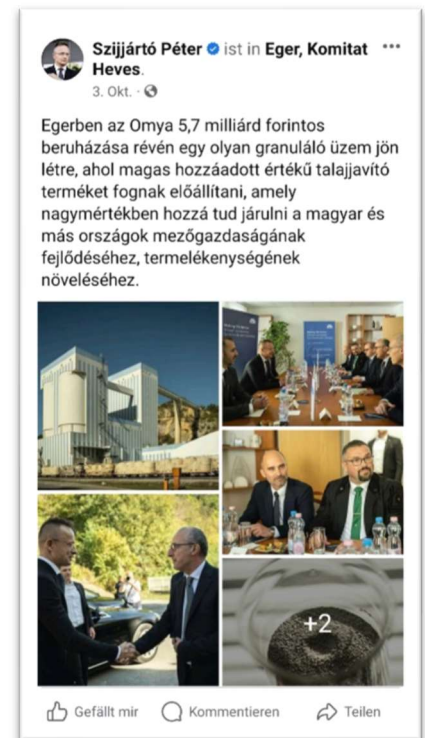 Szijjártó Péter ist in Eger, Komitat
Heves.
3. Okt. ·
Egerben az Omya 5,7 milliárd forintos
beruházása révén egy olyan granuláló üzem jön
létre, ahol magas hozzáadott értékű talajjavító
terméket fognak előállítani, amely
nagymértékben hozzá tud járulni a magyar és
más országok mezőgazdaságának
fejlődéséhez, termelékenységének
növeléséhez.
+2
Gefällt mir
Kommentieren
Teilen